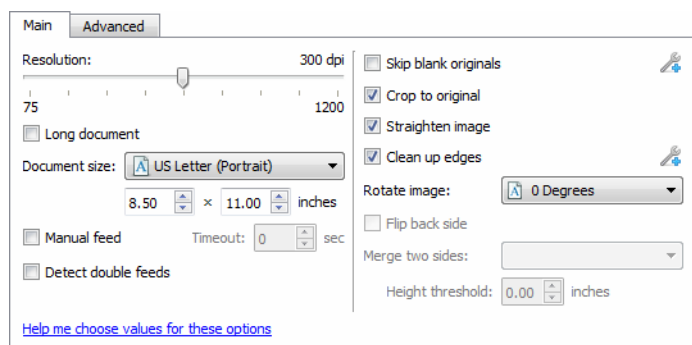 Main
Advanced
Resolution:
300 dpi
75
1200
Long document
Document size:
US Letter (Portrait)
8.50 × 11.00 inches
Manual feed
Timeout: 0 sec
Detect double feeds
Help me choose values for these options
Skip blank originals
Crop to original
Straighten image
Clean up edges
Rotate image:
0 Degrees
Flip back side
Merge two sides:
Height threshold: 0.00 inches